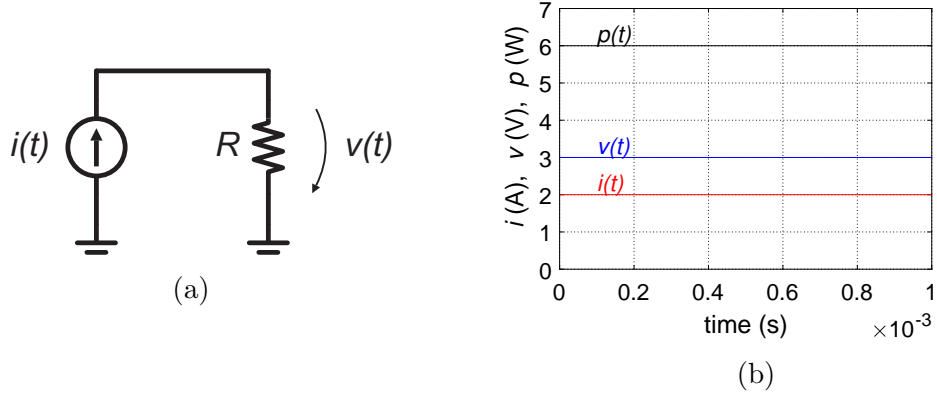 i(t)
R
v(t)
(a)
i (A), v (V), p (W)
7
6
5
4
3
2
1
0
p(t)
v(t)
i(t)
0 0.2 0.4 0.6 0.8 1
time (s) ×10^-3
(b)